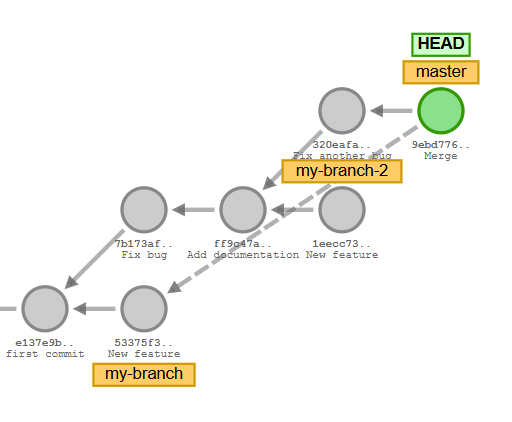 HEAD
master
320eafa..
Fix another bug
9ebd776..
Merge
my-branch-2
7b173af..
Fix bug
ff9c47a..
Add documentation
1eecc73..
New feature
e137e9b..
first commit
53375f3..
New feature
my-branch